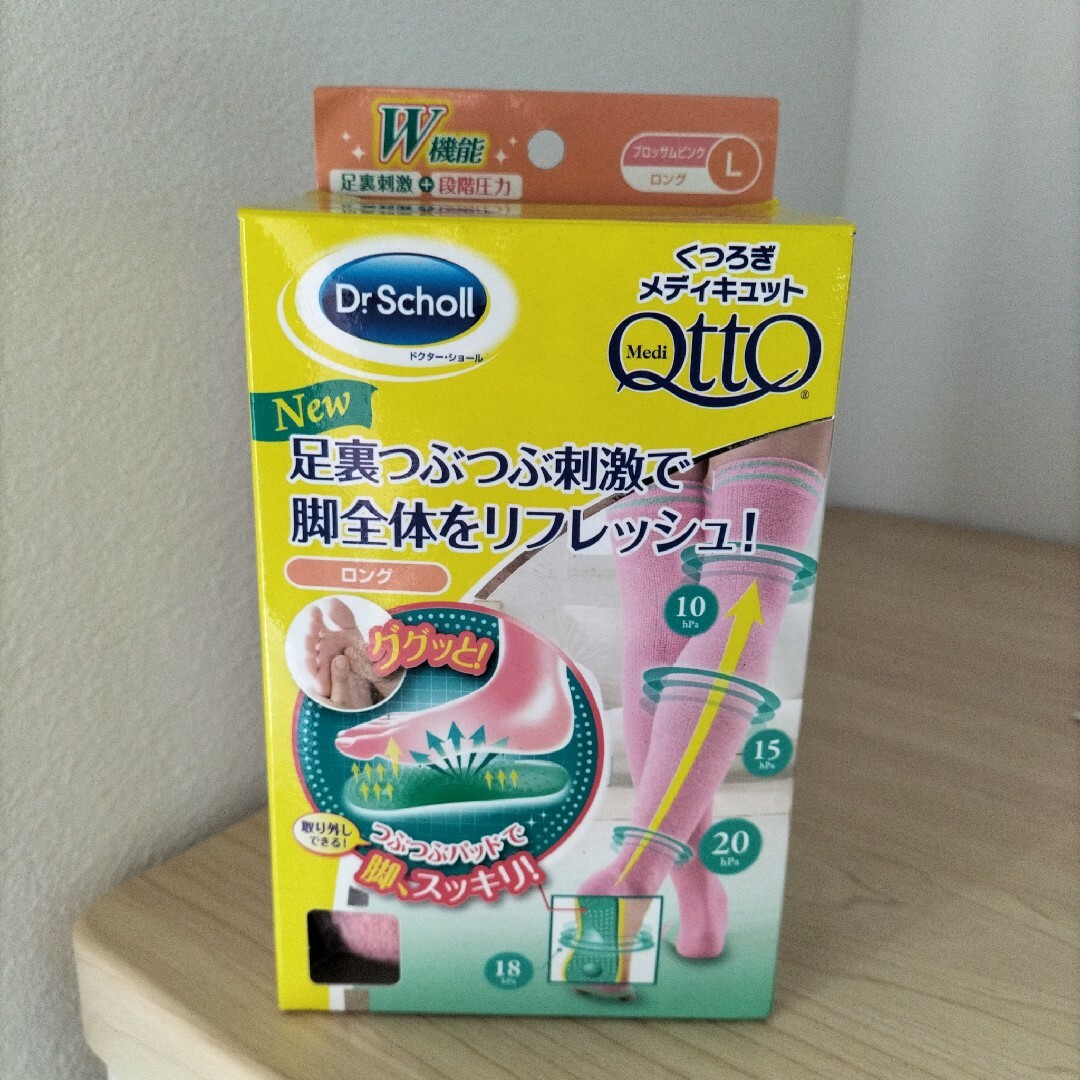 W機能
足裏刺激+段階圧力
ブロッサムピンク
ロング
L
Dr Scholl
ドクター・ショール
くつろぎ
メディキュット
Medi QttO®
New
足裏つぶつぶ刺激で
脚全体をリフレッシュ!
ロング
ググッと!
10
hPa
15
hPa
取り外し
できる!
つぶつぶパッドで
脚、スッキリ!
20
hPa
18
hPa